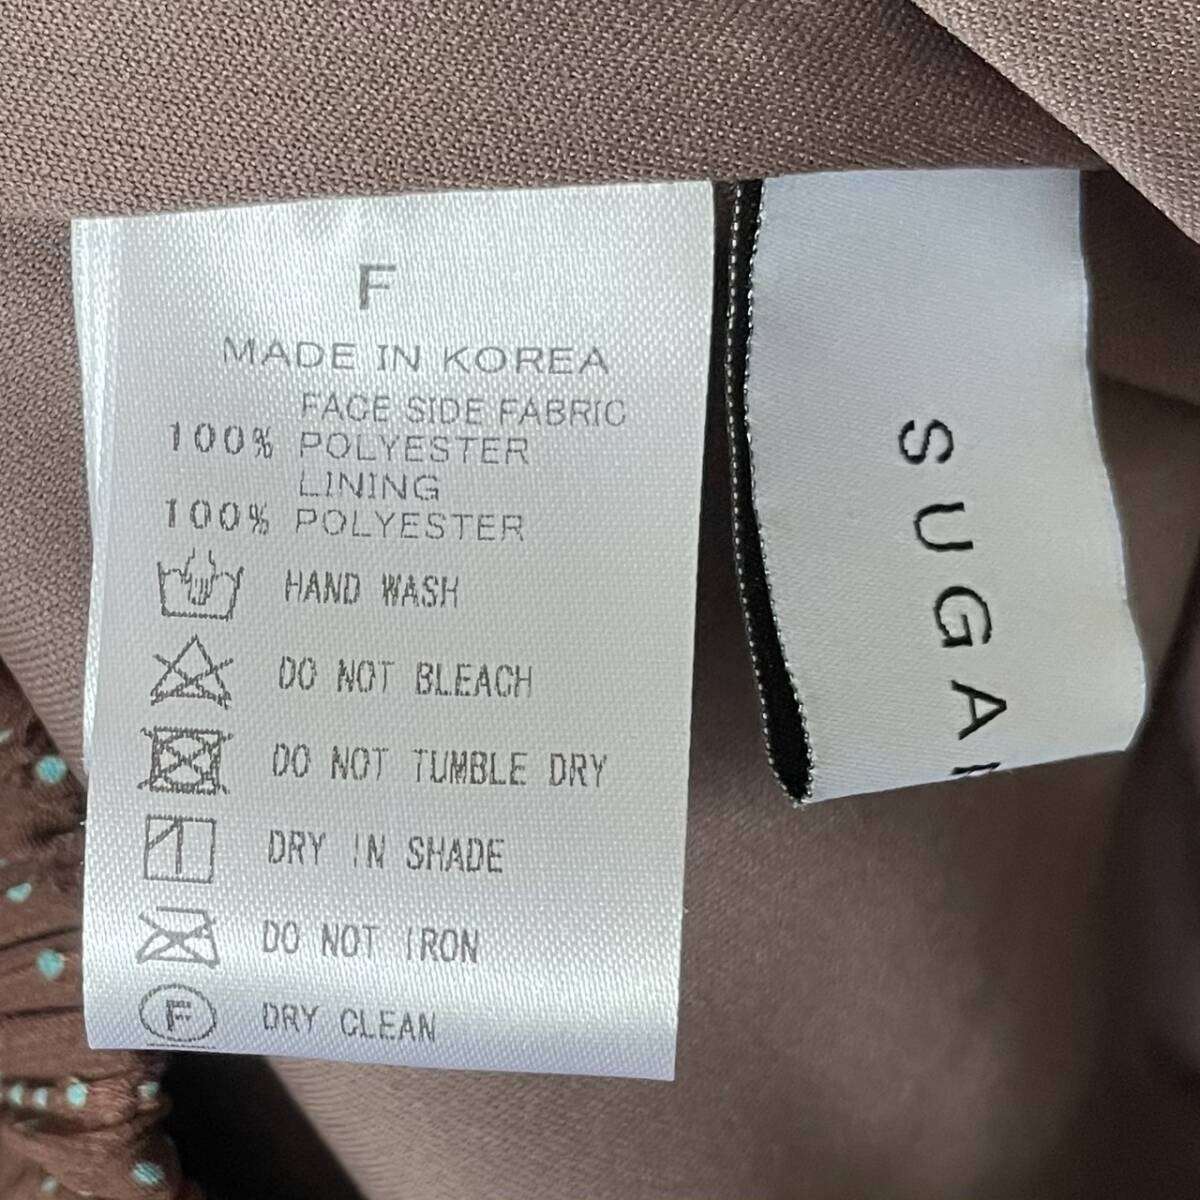 F
MADE IN KOREA
FACE SIDE FABRIC
100% POLYESTER
LINING
100% POLYESTER
HAND WASH
DO NOT BLEACH
DO NOT TUMBLE DRY
DRY IN SHADE
DO NOT IRON
F DRY CLEAN
SUGA